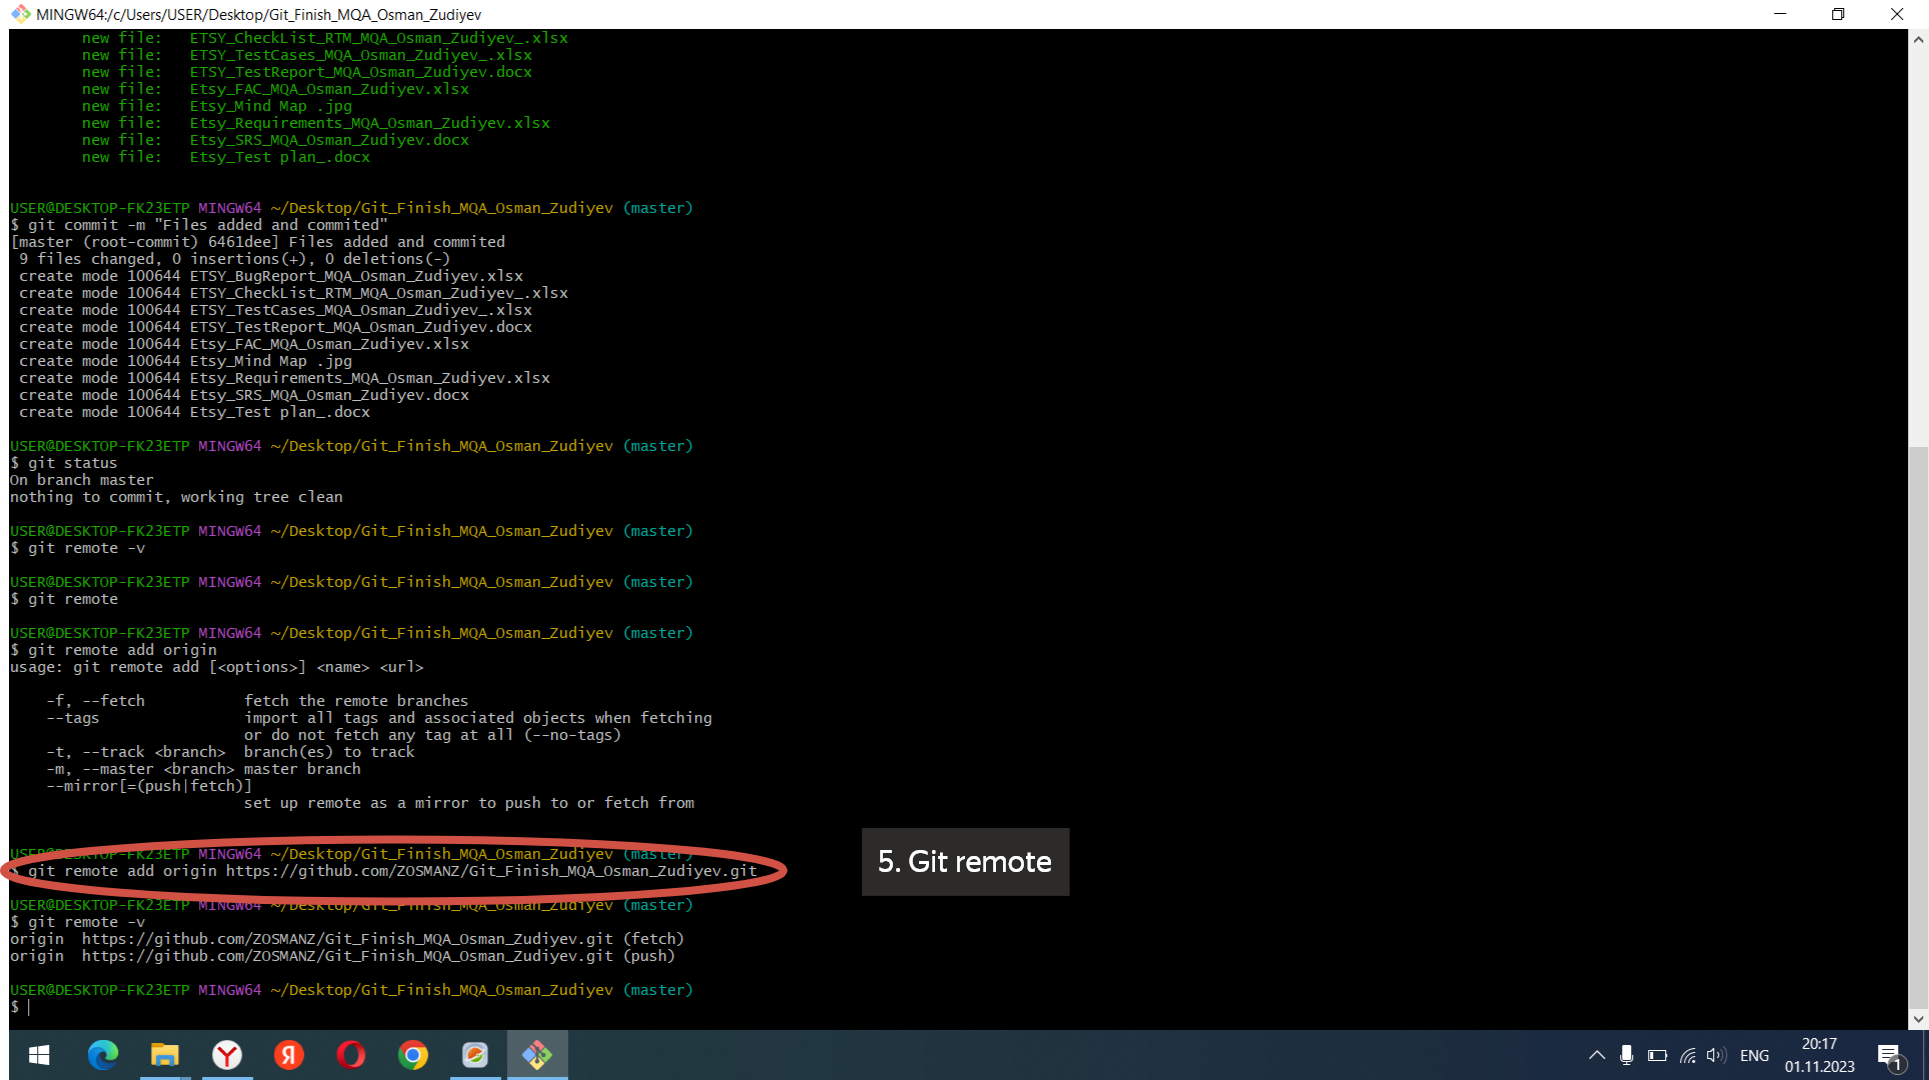 MINGW64:/c/Users/USER/Desktop/Git_Finish_MQA_Osman_Zudiyev
new file:   ETSY_CheckList_RTM_MQA_Osman_Zudiyev_.xlsx
new file:   ETSY_TestCases_MQA_Osman_Zudiyev_.xlsx
new file:   ETSY_TestReport_MQA_Osman_Zudiyev.docx
new file:   Etsy_FAC_MQA_Osman_Zudiyev.xlsx
new file:   Etsy_Mind Map .jpg
new file:   Etsy_Requirements_MQA_Osman_Zudiyev.xlsx
new file:   Etsy_SRS_MQA_Osman_Zudiyev.docx
new file:   Etsy_Test plan_.docx
USER@DESKTOP-FK23ETP MINGW64 ~/Desktop/Git_Finish_MQA_Osman_Zudiyev (master)
$ git commit -m "Files added and commited"
[master (root-commit) 6461dee] Files added and commited
9 files changed, 0 insertions(+), 0 deletions(-)
create mode 100644 ETSY_BugReport_MQA_Osman_Zudiyev.xlsx
create mode 100644 ETSY_CheckList_RTM_MQA_Osman_Zudiyev_.xlsx
create mode 100644 ETSY_TestCases_MQA_Osman_Zudiyev_.xlsx
create mode 100644 ETSY_TestReport_MQA_Osman_Zudiyev.docx
create mode 100644 Etsy_FAC_MQA_Osman_Zudiyev.xlsx
create mode 100644 Etsy_Mind Map .jpg
create mode 100644 Etsy_Requirements_MQA_Osman_Zudiyev.xlsx
create mode 100644 Etsy_SRS_MQA_Osman_Zudiyev.docx
create mode 100644 Etsy_Test plan_.docx
USER@DESKTOP-FK23ETP MINGW64 ~/Desktop/Git_Finish_MQA_Osman_Zudiyev (master)
$ git status
On branch master
nothing to commit, working tree clean
USER@DESKTOP-FK23ETP MINGW64 ~/Desktop/Git_Finish_MQA_Osman_Zudiyev (master)
$ git remote -v
USER@DESKTOP-FK23ETP MINGW64 ~/Desktop/Git_Finish_MQA_Osman_Zudiyev (master)
$ git remote
USER@DESKTOP-FK23ETP MINGW64 ~/Desktop/Git_Finish_MQA_Osman_Zudiyev (master)
$ git remote add origin
usage: git remote add [<options>] <name> <url>
-f, --fetch           fetch the remote branches
--tags                import all tags and associated objects when fetching
or do not fetch any tag at all (--no-tags)
-t, --track <branch>  branch(es) to track
-m, --master <branch> master branch
--mirror[=(push|fetch)]
set up remote as a mirror to push to or fetch from
USER@DESKTOP-FK23ETP MINGW64 ~/Desktop/Git_Finish_MQA_Osman_Zudiyev (master)
$ git remote add origin https://github.com/ZOSMANZ/Git_Finish_MQA_Osman_Zudiyev.git
5. Git remote
USER@DESKTOP-FK23ETP MINGW64 ~/Desktop/Git_Finish_MQA_Osman_Zudiyev (master)
$ git remote -v
origin  https://github.com/ZOSMANZ/Git_Finish_MQA_Osman_Zudiyev.git (fetch)
origin  https://github.com/ZOSMANZ/Git_Finish_MQA_Osman_Zudiyev.git (push)
USER@DESKTOP-FK23ETP MINGW64 ~/Desktop/Git_Finish_MQA_Osman_Zudiyev (master)
$
ENG
20:17
01.11.2023
1